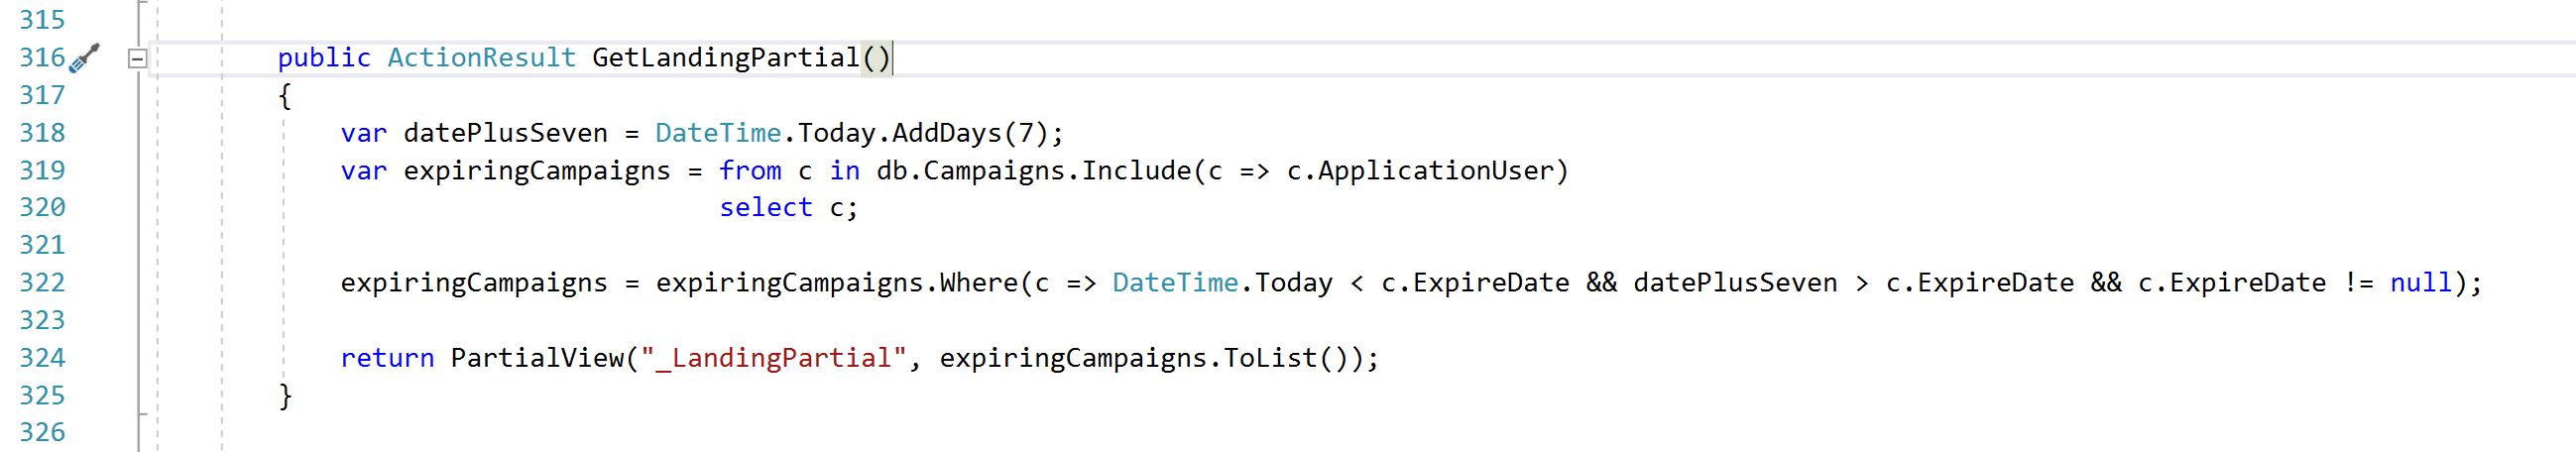 315
316 public ActionResult GetLandingPartial()
317 {
318 var datePlusSeven = DateTime.Today.AddDays(7);
319 var expiringCampaigns = from c in db.Campaigns.Include(c => c.ApplicationUser)
320 select c;
321
322 expiringCampaigns = expiringCampaigns.Where(c => DateTime.Today < c.ExpireDate && datePlusSeven > c.ExpireDate && c.ExpireDate != null);
323
324 return PartialView("_LandingPartial", expiringCampaigns.ToList());
325 }
326